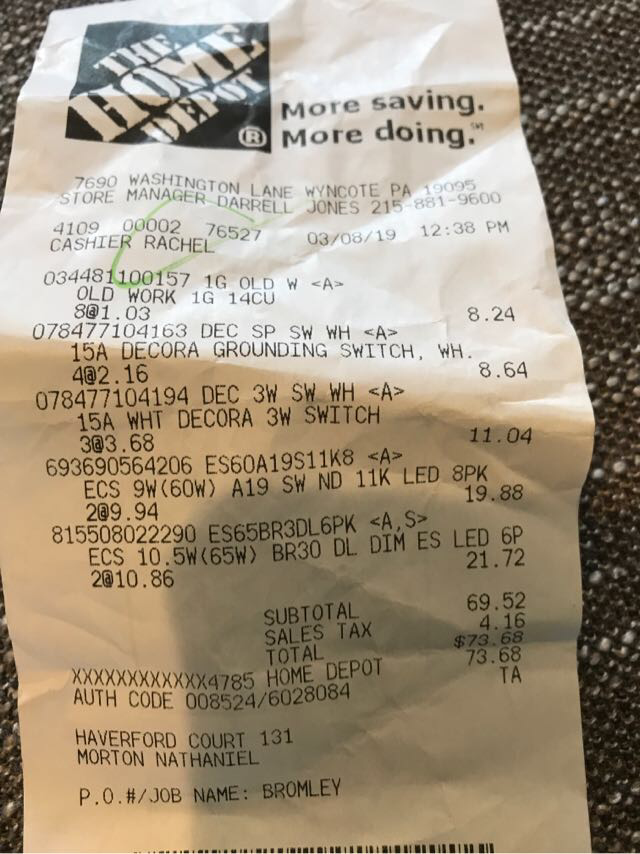 THE
HOME
DEPOT
®
More saving.
More doing.℠
7690 WASHINGTON LANE WYNCOTE PA 19095
STORE MANAGER DARRELL JONES 215-881-9600
4109 00002 76527 03/08/19 12:38 PM
CASHIER RACHEL
034481100157 1G OLD W <A>
OLD WORK 1G 14CU
8@1.03 8.24
078477104163 DEC SP SW WH <A>
15A DECORA GROUNDING SWITCH, WH.
4@2.16 8.64
078477104194 DEC 3W SW WH <A>
15A WHT DECORA 3W SWITCH
3@3.68 11.04
693690564206 ES60A19S11K8 <A>
ECS 9W(60W) A19 SW ND 11K LED 8PK
2@9.94 19.88
815508022290 ES65BR3DL6PK <A,S>
ECS 10.5W(65W) BR30 DL DIM ES LED 6P
2@10.86 21.72
SUBTOTAL 69.52
SALES TAX 4.16
TOTAL $73.68
XXXXXXXXXXXX4785 HOME DEPOT 73.68
AUTH CODE 008524/6028084 TA
HAVERFORD COURT 131
MORTON NATHANIEL
P.O.#/JOB NAME: BROMLEY